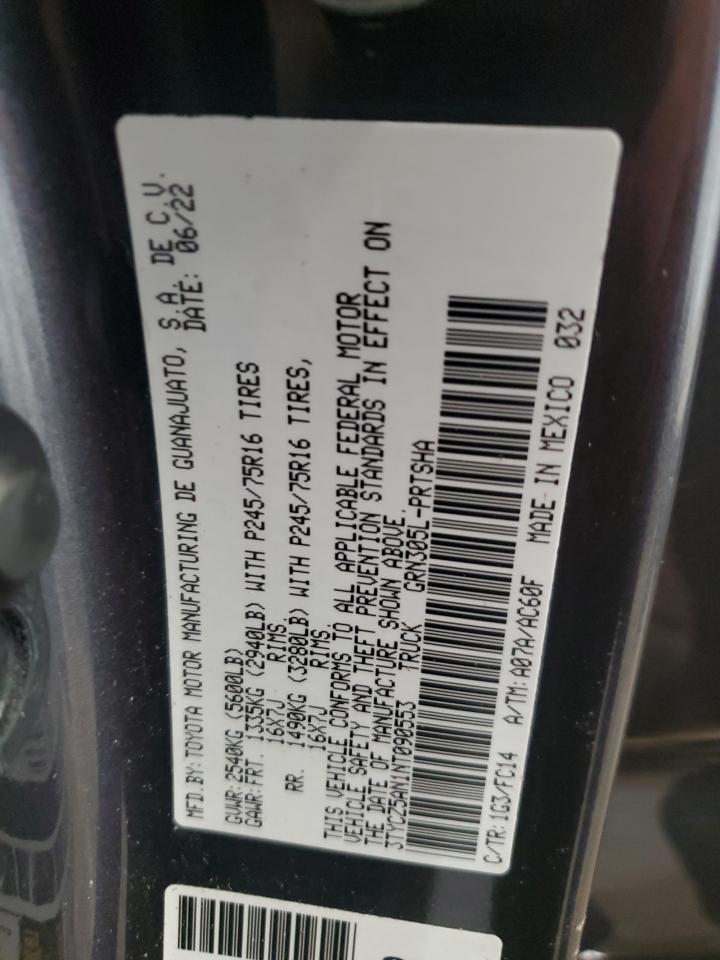 MFD.BY: TOYOTA MOTOR MANUFACTURING DE GUANAJUATO, S.A. DE C.V.
DATE: 06/22
GVWR: 2540KG (5600LB)
GAWR: FRT. 1335KG (2940LB) WITH P245/75R16 TIRES
16X7J RIMS.
RR. 1490KG (3280LB) WITH P245/75R16 TIRES,
16X7J RIMS.
THIS VEHICLE CONFORMS TO ALL APPLICABLE FEDERAL MOTOR
VEHICLE SAFETY AND THEFT PREVENTION STANDARDS IN EFFECT ON
THE DATE OF MANUFACTURE SHOWN ABOVE.
3TYCZ5AN1NT090553 TRUCK GRN305L-PRTSHA
C/TR:1G3/FC14 A/TM:A07A/AC60F MADE IN MEXICO 032